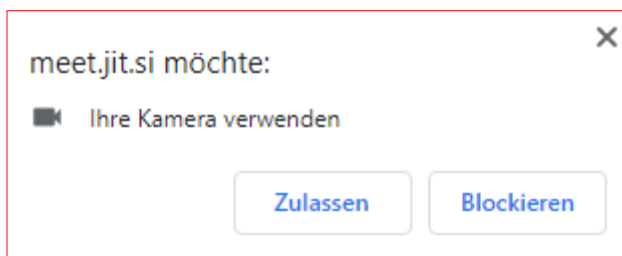 meet.jit.si möchte:
Ihre Kamera verwenden
Zulassen Blockieren